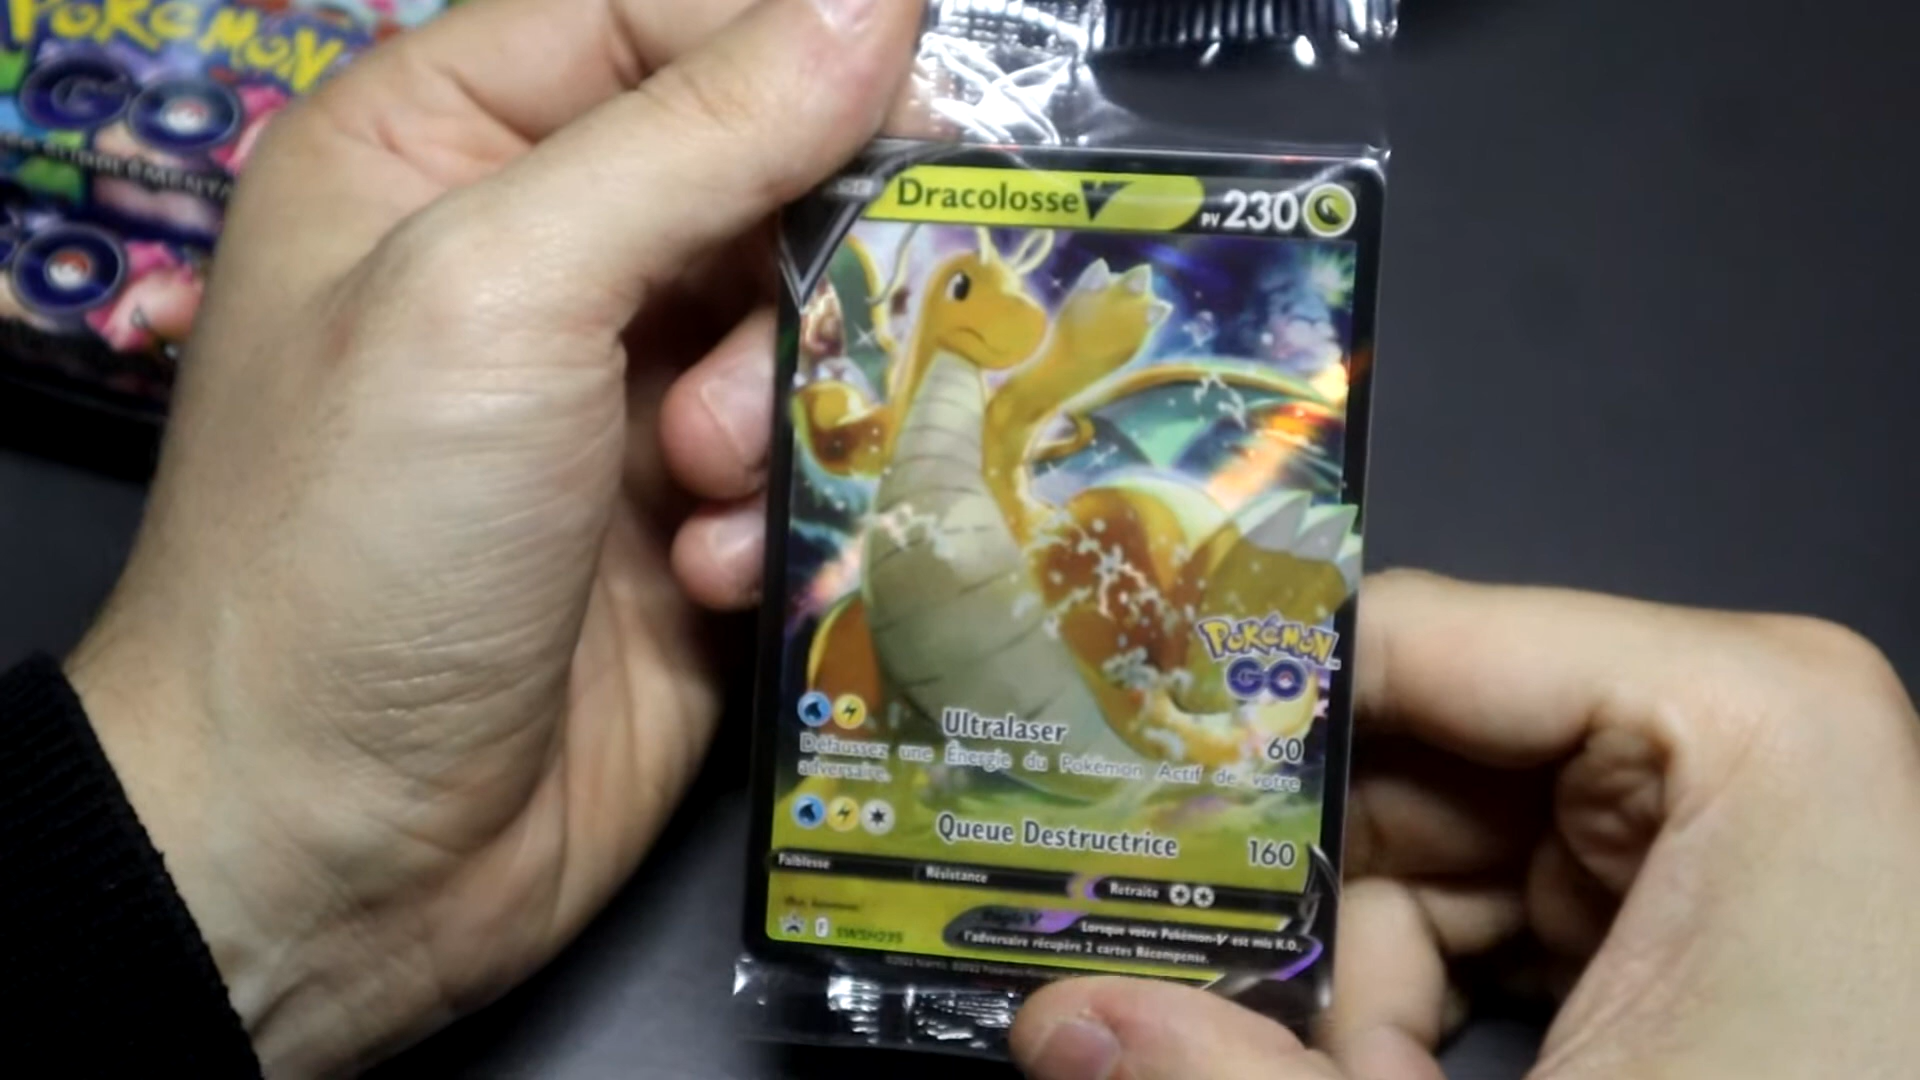 POKéMON
GO
Dracolosse V
PV 230
POKéMON
GO
Ultralaser
60
Défaussez une Énergie du Pokémon Actif de votre
adversaire.
Queue Destructrice
160
Faiblesse
Résistance
Retraite
Règle V
Lorsque votre Pokémon-V est mis K.O.,
l'adversaire récupère 2 cartes Récompense.
F
SWSH235